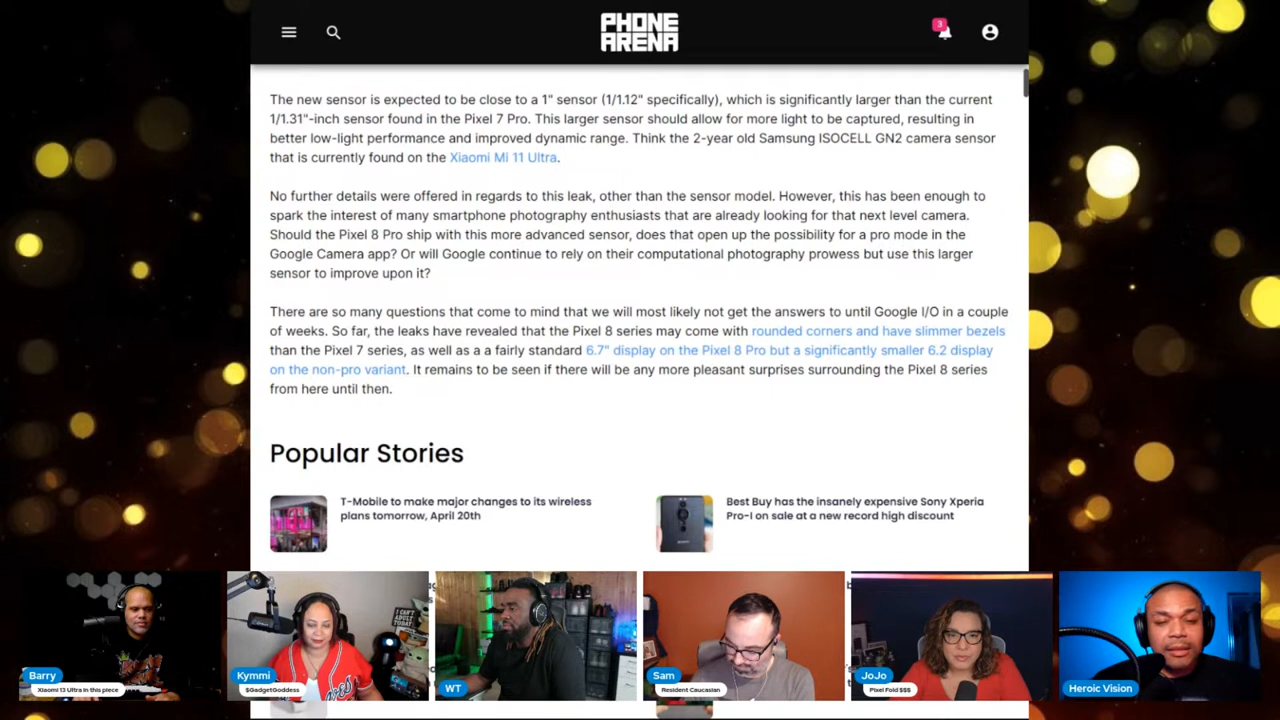 PHONE
ARENA
3
The new sensor is expected to be close to a 1" sensor (1/1.12" specifically), which is significantly larger than the current
1/1.31"-inch sensor found in the Pixel 7 Pro. This larger sensor should allow for more light to be captured, resulting in
better low-light performance and improved dynamic range. Think the 2-year old Samsung ISOCELL GN2 camera sensor
that is currently found on the Xiaomi Mi 11 Ultra.
No further details were offered in regards to this leak, other than the sensor model. However, this has been enough to
spark the interest of many smartphone photography enthusiasts that are already looking for that next level camera.
Should the Pixel 8 Pro ship with this more advanced sensor, does that open up the possibility for a pro mode in the
Google Camera app? Or will Google continue to rely on their computational photography prowess but use this larger
sensor to improve upon it?
There are so many questions that come to mind that we will most likely not get the answers to until Google I/O in a couple
of weeks. So far, the leaks have revealed that the Pixel 8 series may come with rounded corners and have slimmer bezels
than the Pixel 7 series, as well as a a fairly standard 6.7" display on the Pixel 8 Pro but a significantly smaller 6.2 display
on the non-pro variant. It remains to be seen if there will be any more pleasant surprises surrounding the Pixel 8 series
from here until then.
Popular Stories
T-Mobile to make major changes to its wireless
plans tomorrow, April 20th
Best Buy has the insanely expensive Sony Xperia
Pro-I on sale at a new record high discount
I CAN'T
ADULT
TODAY
Barry
Xiaomi 13 Ultra in this piece
Kymmi
$GadgetGoddess
WT
Sam
Resident Caucasian
JoJo
Pixel Fold $$$
Heroic Vision